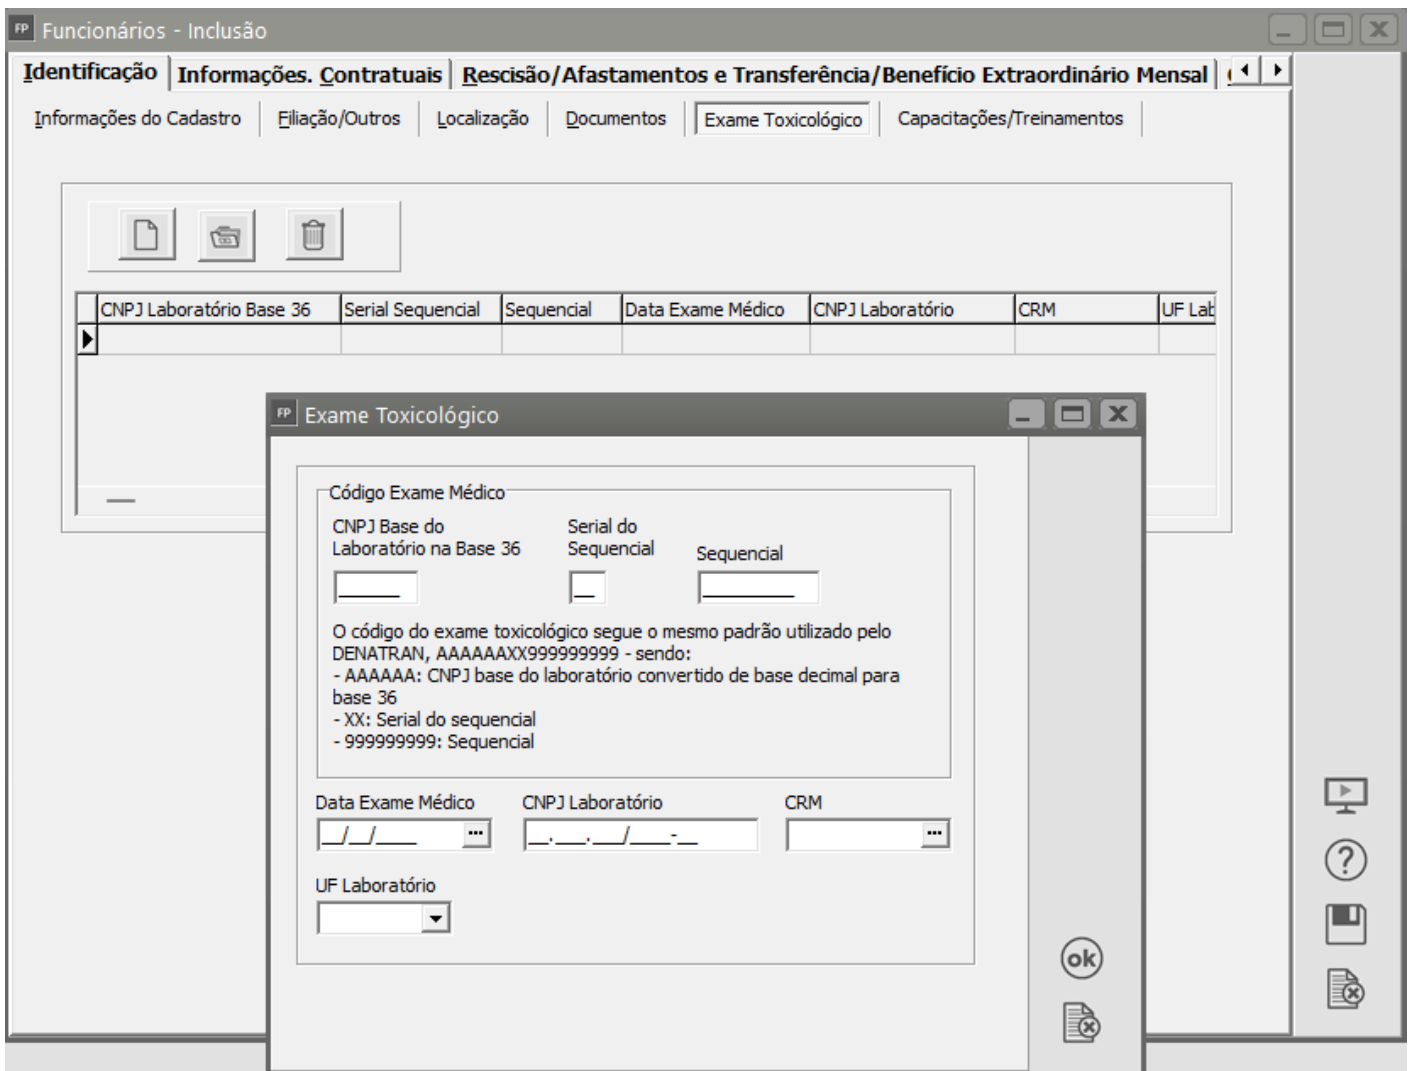 FP Funcionários - Inclusão
Identificação Informações. Contratuais Rescisão/Afastamentos e Transferência/Benefício Extraordinário Mensal
Informações do Cadastro Filiação/Outros Localização Documentos Exame Toxicológico Capacitações/Treinamentos
CNPJ Laboratório Base 36 Serial Sequencial Sequencial Data Exame Médico CNPJ Laboratório CRM UF Lab
FP Exame Toxicológico
Código Exame Médico
CNPJ Base do
Laboratório na Base 36
Serial do
Sequencial
Sequencial
______ __ _________
O código do exame toxicológico segue o mesmo padrão utilizado pelo
DENATRAN, AAAAAAXX999999999 - sendo:
- AAAAAA: CNPJ base do laboratório convertido de base decimal para
base 36
- XX: Serial do sequencial
- 999999999: Sequencial
Data Exame Médico CNPJ Laboratório CRM
__/__/____ ... __.___.___/____-__ ...
UF Laboratório
ok